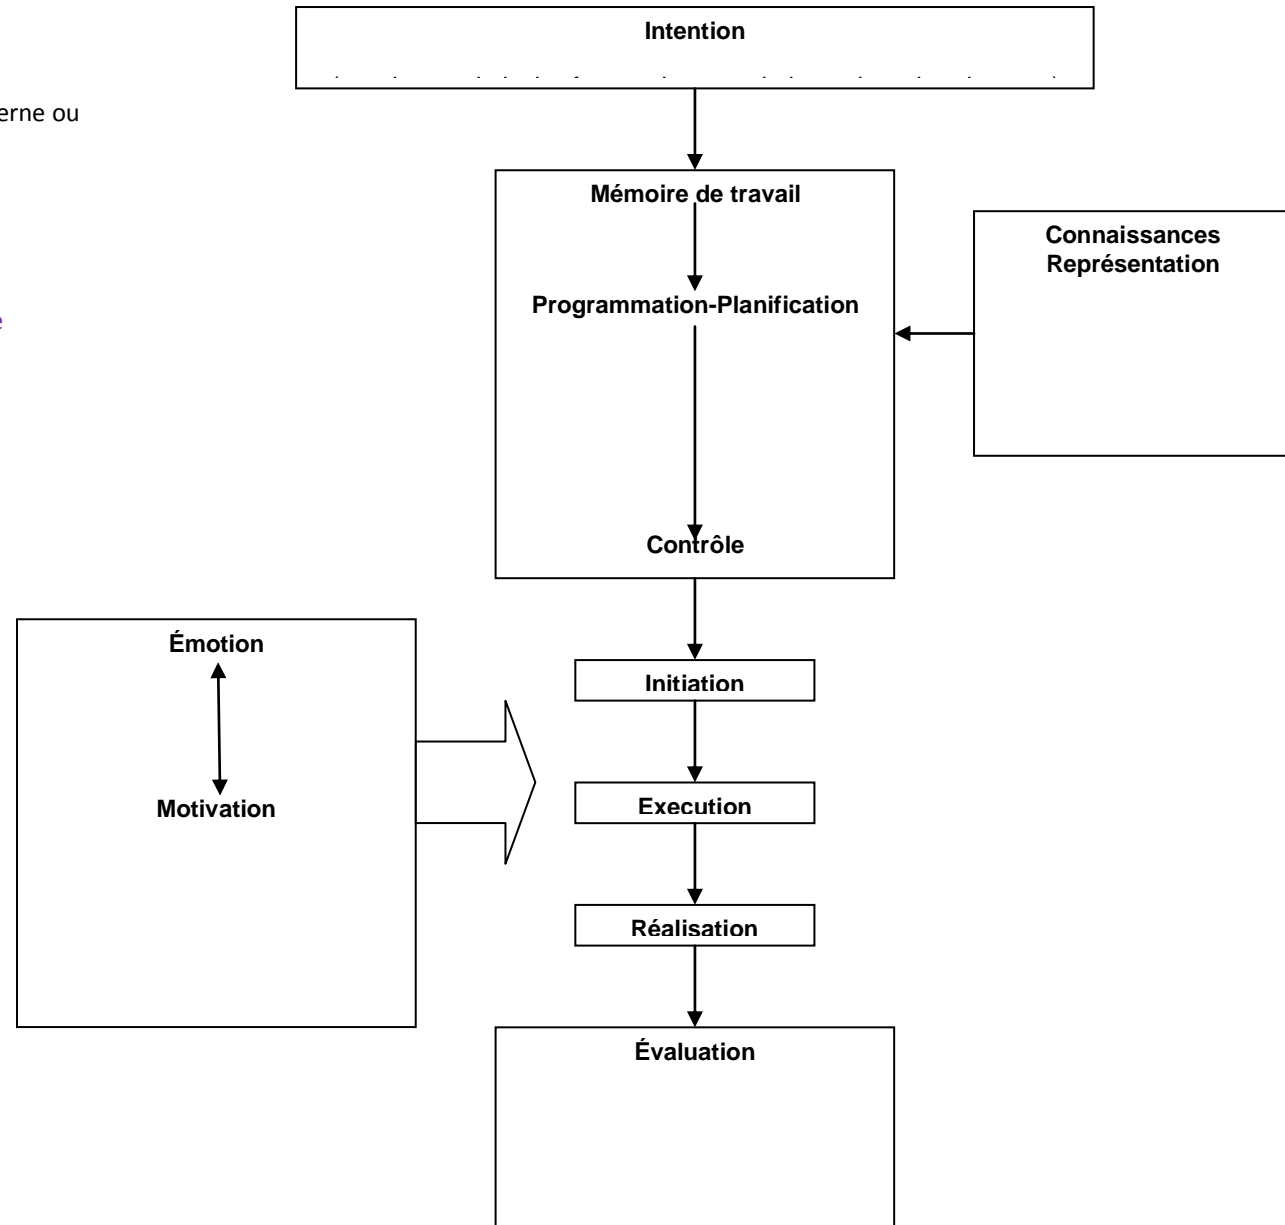 Intention
erne ou
Mémoire de travail
Connaissances
Représentation
Programmation-Planification
e
Contrôle
Émotion
Initiation
Motivation
Execution
Réalisation
Évaluation